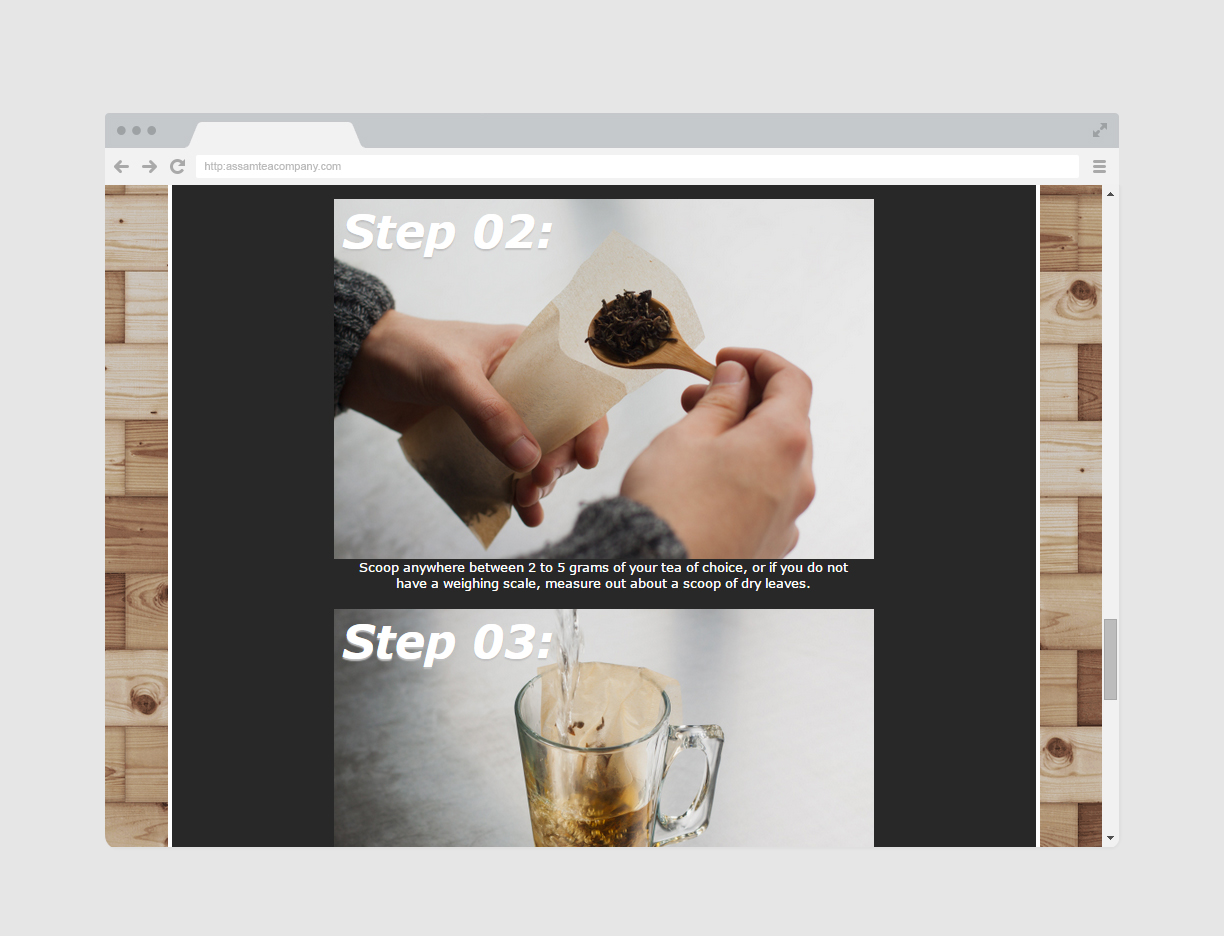 http:assamteacompany.com
Step 02:
Scoop anywhere between 2 to 5 grams of your tea of choice, or if you do not
have a weighing scale, measure out about a scoop of dry leaves.
Step 03: